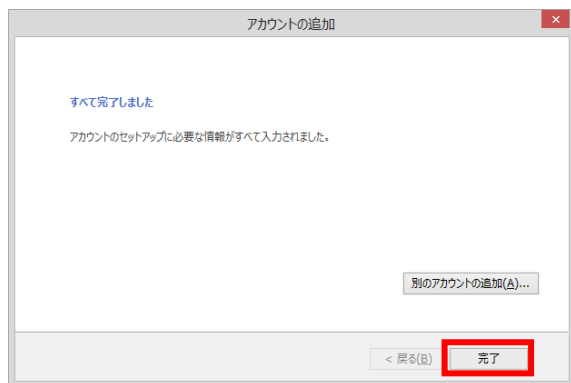 アカウントの追加
すべて完了しました
アカウントのセットアップに必要な情報がすべて入力されました。
別のアカウントの追加(A)...
< 戻る(B)
完了